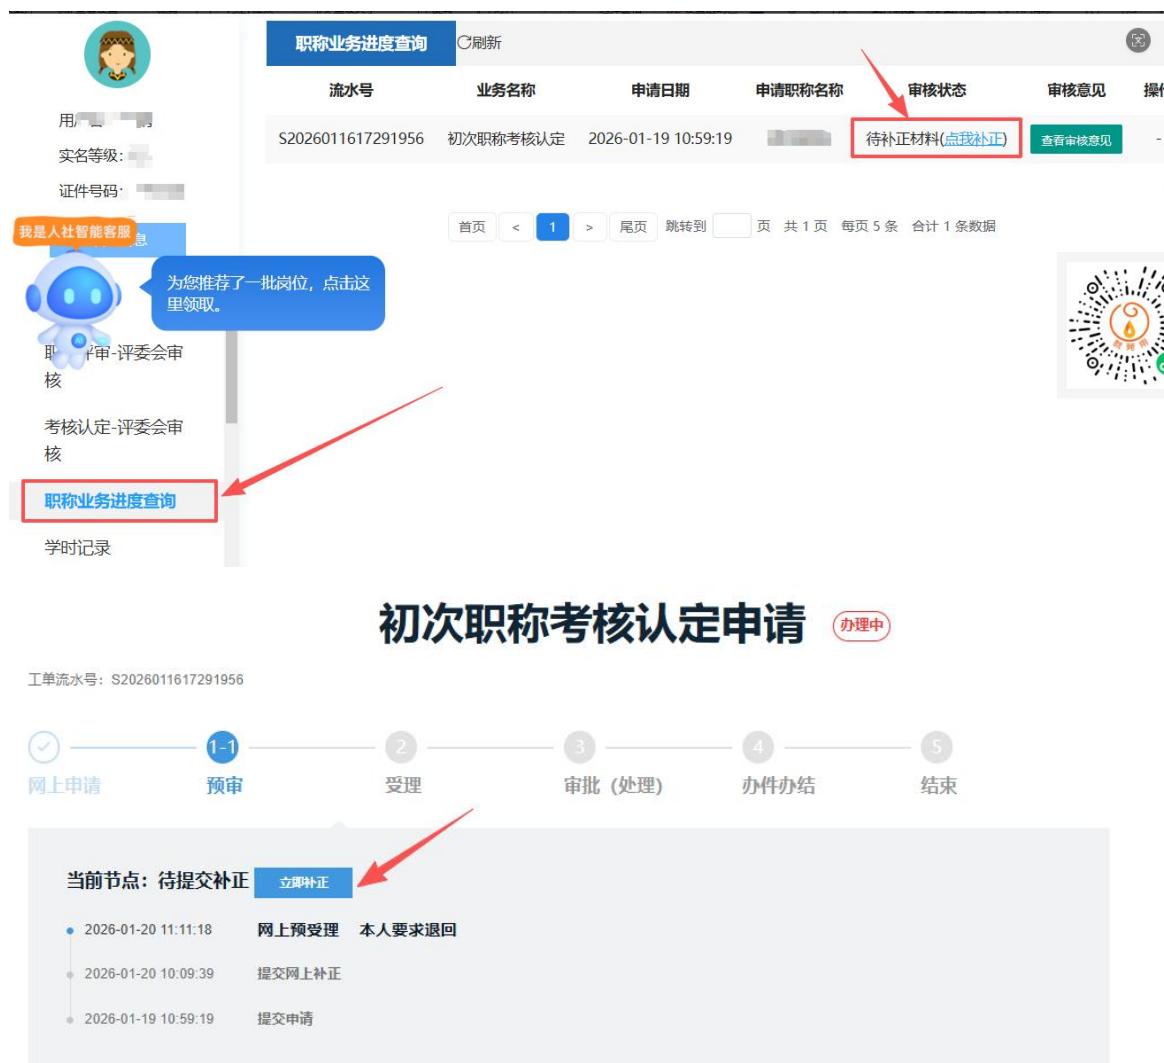 职称业务进度查询 刷新
流水号 业务名称 申请日期 申请职称名称 审核状态 审核意见
S2026011617291956 初次职称考核认定 2026-01-19 10:59:19 待补正材料(点我补正) 查看审核意见 -
首页 < 1 > 尾页 跳转到 页 共 1 页 每页 5 条 合计 1 条数据
实名等级:
证件号码:
我是人社智能客服
息
为您推荐了一批岗位，点击这
里领取。
评审-评委会审
核
考核认定-评委会审
核
职称业务进度查询
学时记录
初次职称考核认定申请 办理中
工单流水号：S2026011617291956
1-1 2 3 4 5
网上申请 预审 受理 审批（处理） 办件办结 结束
当前节点：待提交补正 立即补正
2026-01-20 11:11:18 网上预受理 本人要求退回
2026-01-20 10:09:39 提交网上补正
2026-01-19 10:59:19 提交申请